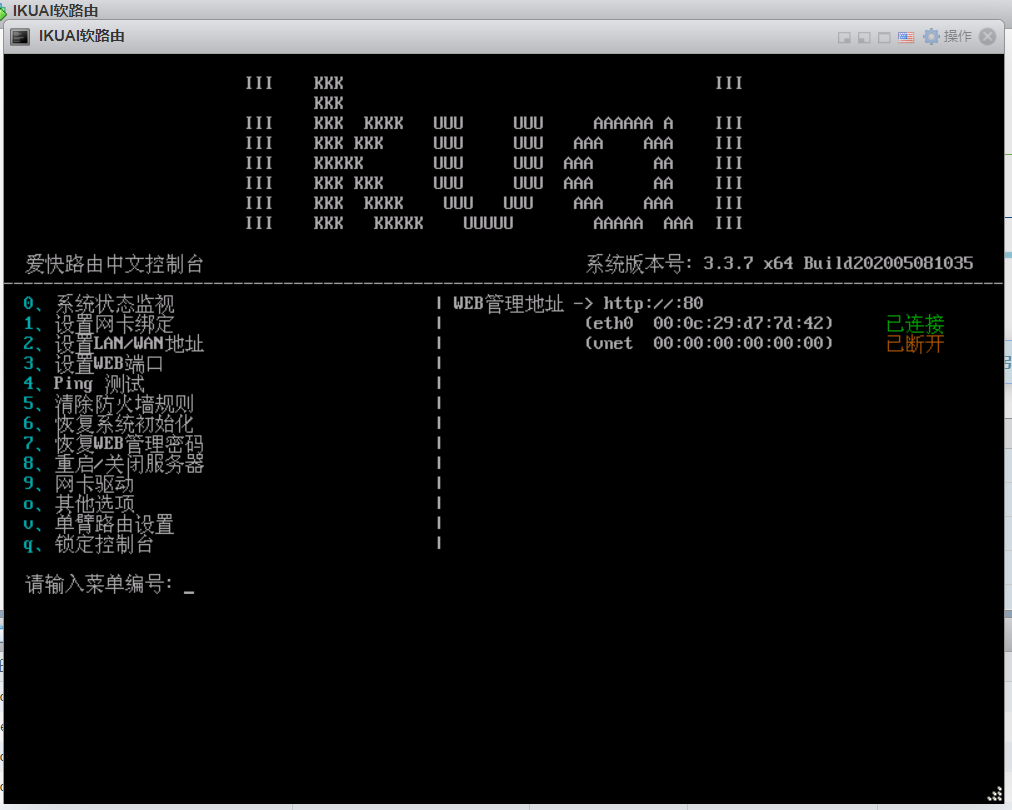 IKUAI软路由
IKUAI软路由 操作
III KKK III
KKK
III KKK KKKK UUU UUU AAAAAA A III
III KKK KKK UUU UUU AAA AAA III
III KKKKK UUU UUU AAA AA III
III KKK KKK UUU UUU AAA AA III
III KKK KKKK UUU UUU AAA AAA III
III KKK KKKKK UUUUU AAAAA AAA III
爱快路由中文控制台 系统版本号: 3.3.7 x64 Build202005081035
0、系统状态监视 | WEB管理地址 -> http://:80
1、设置网卡绑定 | (eth0 00:0c:29:d7:7d:42) 已连接
2、设置LAN/WAN地址 | (vnet 00:00:00:00:00:00) 已断开
3、设置WEB端口 |
4、Ping 测试 |
5、清除防火墙规则 |
6、恢复系统初始化 |
7、恢复WEB管理密码 |
8、重启/关闭服务器 |
9、网卡驱动 |
o、其他选项 |
v、单臂路由设置 |
q、锁定控制台 |
请输入菜单编号: _